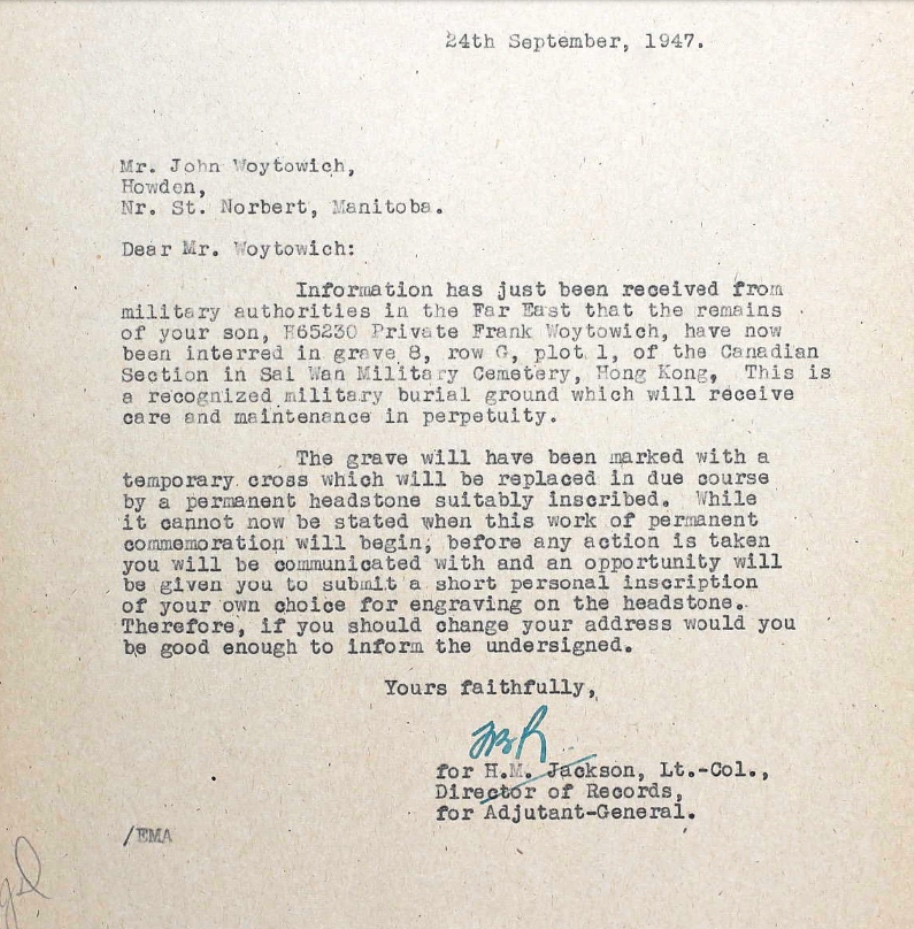 24th September, 1947.
Mr. John Woytowich,
Howden,
Nr. St. Norbert, Manitoba.
Dear Mr. Woytowich:
Information has just been received from
military authorities in the Far East that the remains
of your son, H65230 Private Frank Woytowich, have now
been interred in grave 8, row G, plot 1, of the Canadian
Section in Sai Wan Military Cemetery, Hong Kong, This is
a recognized military burial ground which will receive
care and maintenance in perpetuity.
The grave will have been marked with a
temporary cross which will be replaced in due course
by a permanent headstone suitably inscribed. While
it cannot now be stated when this work of permanent
commemoration will begin, before any action is taken
you will be communicated with and an opportunity will
be given you to submit a short personal inscription
of your own choice for engraving on the headstone.
Therefore, if you should change your address would you
be good enough to inform the undersigned.
Yours faithfully,
for H.M. Jackson, Lt.-Col.,
Director of Records,
for Adjutant-General.
/EMA